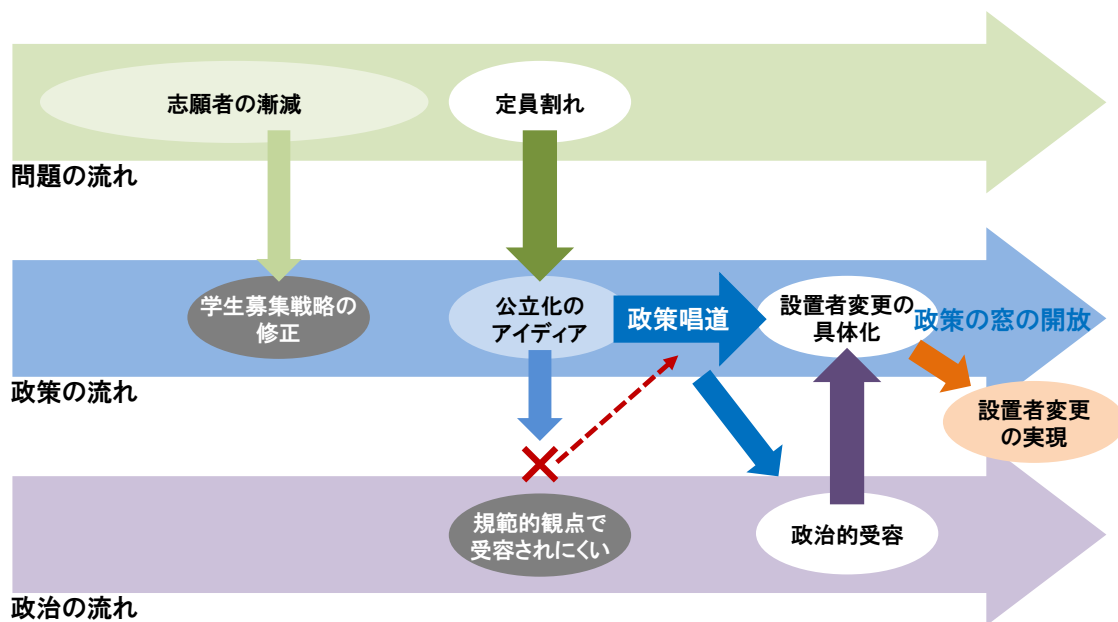 志願者の漸減
定員割れ
問題の流れ
学生募集戦略の
修正
公立化の
アイディア
政策唱道
設置者変更の
具体化
政策の窓の開放
政策の流れ
設置者変更
の実現
規範的観点で
受容されにくい
政治的受容
政治の流れ